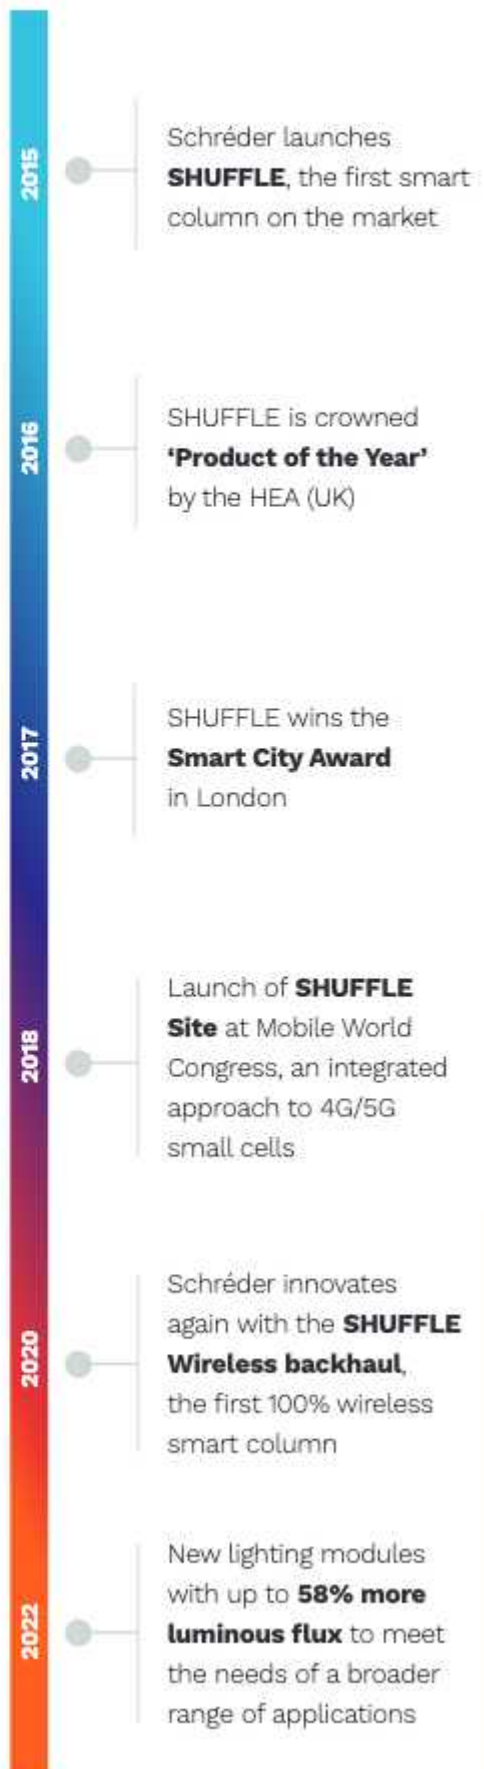 2015
Schréder launches
SHUFFLE, the first smart
column on the market
2016
SHUFFLE is crowned
‘Product of the Year’
by the HEA (UK)
2017
SHUFFLE wins the
Smart City Award
in London
2018
Launch of SHUFFLE
Site at Mobile World
Congress, an integrated
approach to 4G/5G
small cells
2020
Schréder innovates
again with the SHUFFLE
Wireless backhaul,
the first 100% wireless
smart column
2022
New lighting modules
with up to 58% more
luminous flux to meet
the needs of a broader
range of applications